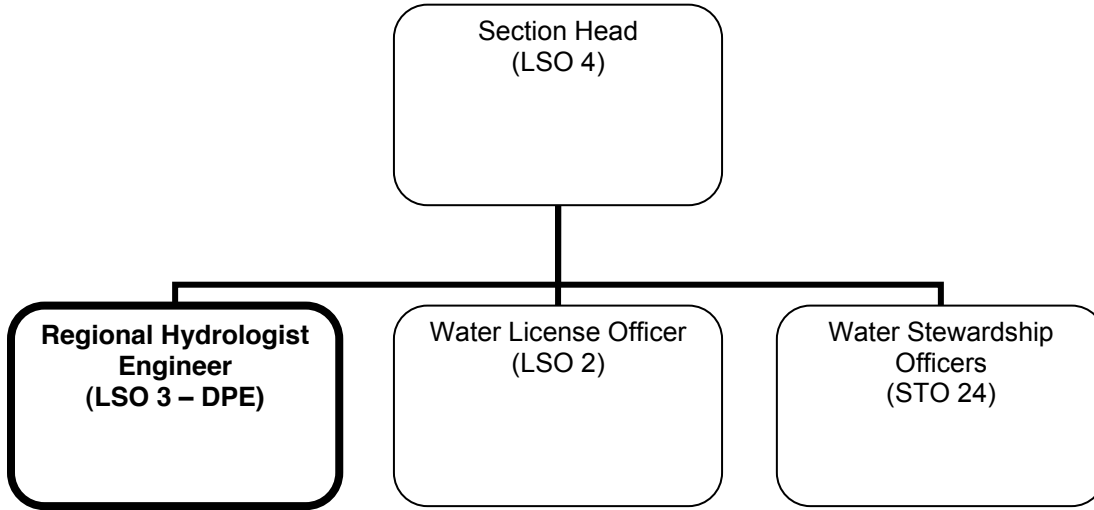 Section Head
(LSO 4)
Regional Hydrologist
Engineer
(LSO 3 – DPE)
Water License Officer
(LSO 2)
Water Stewardship
Officers
(STO 24)